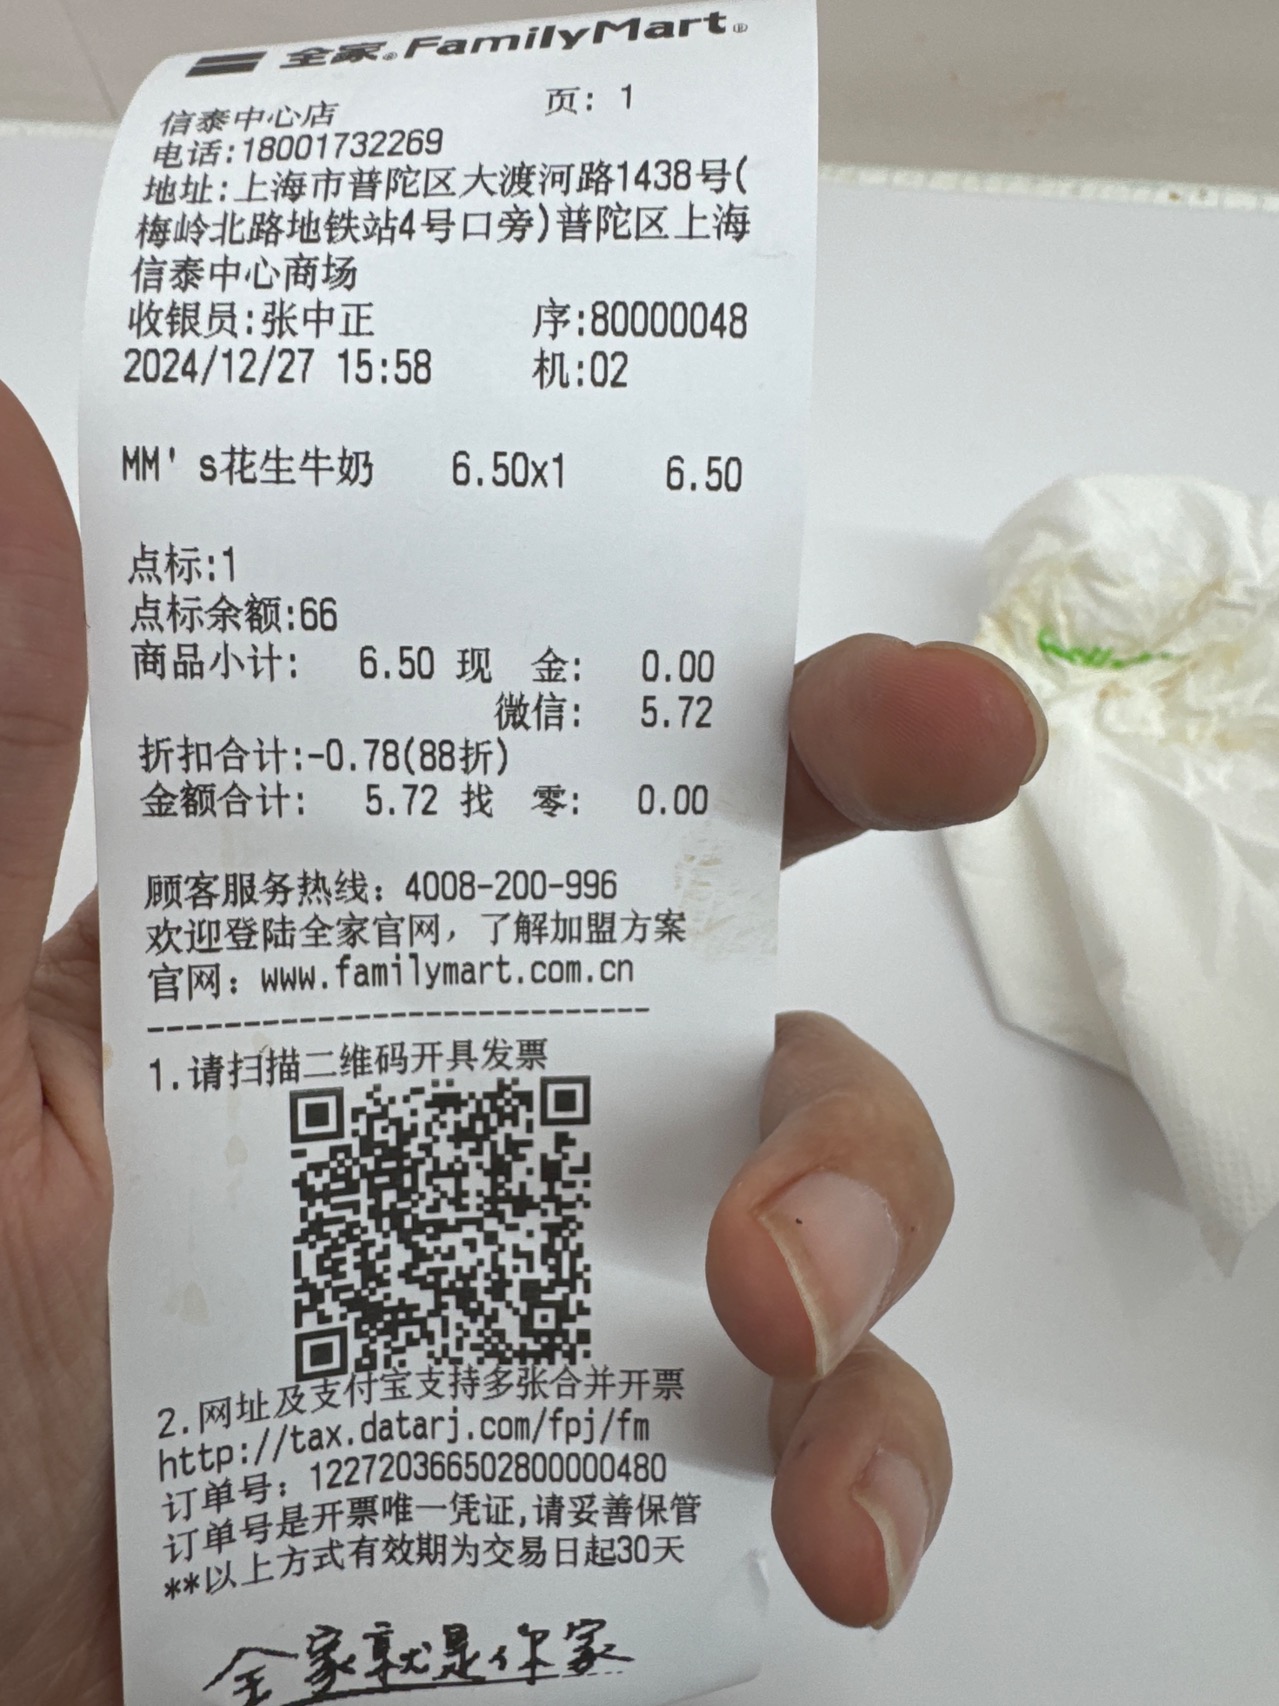 全家®FamilyMart®
信泰中心店 页: 1
电话:18001732269
地址:上海市普陀区大渡河路1438号(
梅岭北路地铁站4号口旁)普陀区上海
信泰中心商场
收银员:张中正 序:80000048
2024/12/27 15:58 机:02
MM's花生牛奶 6.50x1 6.50
点标:1
点标余额:66
商品小计: 6.50 现 金: 0.00
微信: 5.72
折扣合计:-0.78(88折)
金额合计: 5.72 找 零: 0.00
顾客服务热线：4008-200-996
欢迎登陆全家官网，了解加盟方案
官网：www.familymart.com.cn
---------------------------
1.请扫描二维码开具发票
2.网址及支付宝支持多张合并开票
http://tax.datarj.com/fpj/fm
订单号：122720366502800000480
订单号是开票唯一凭证,请妥善保管
**以上方式有效期为交易日起30天
全家就是你家